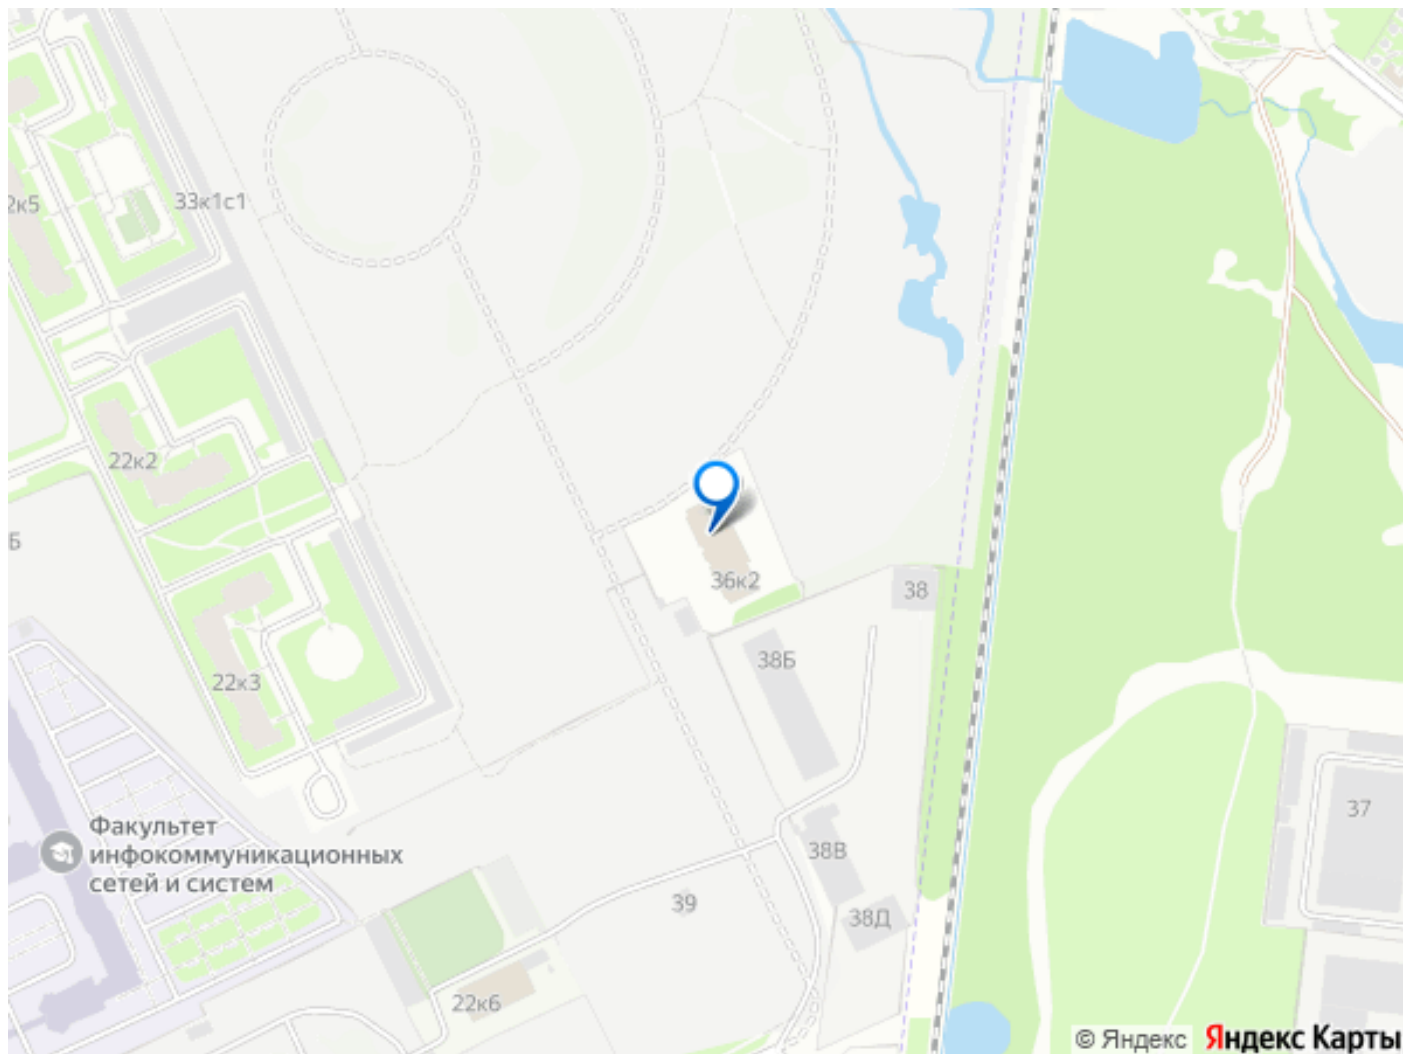 33к1с1
2к5
22к2
Б
36к2
38
38Б
22к3
37
Факультет
инфокоммуникационных
сетей и систем
38В
39
38Д
22к6
© Яндекс Яндекс Карты